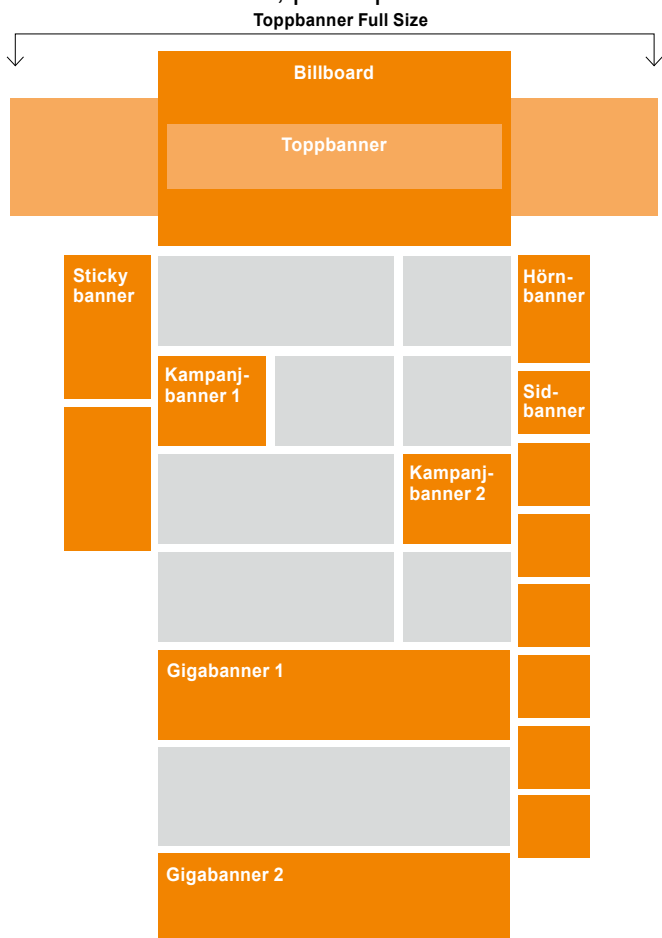 Toppbanner Full Size
Billboard
Toppbanner
Sticky
banner
Hörn-
banner
Kampanj-
banner 1
Sid-
banner
Kampanj-
banner 2
Gigabanner 1
Gigabanner 2